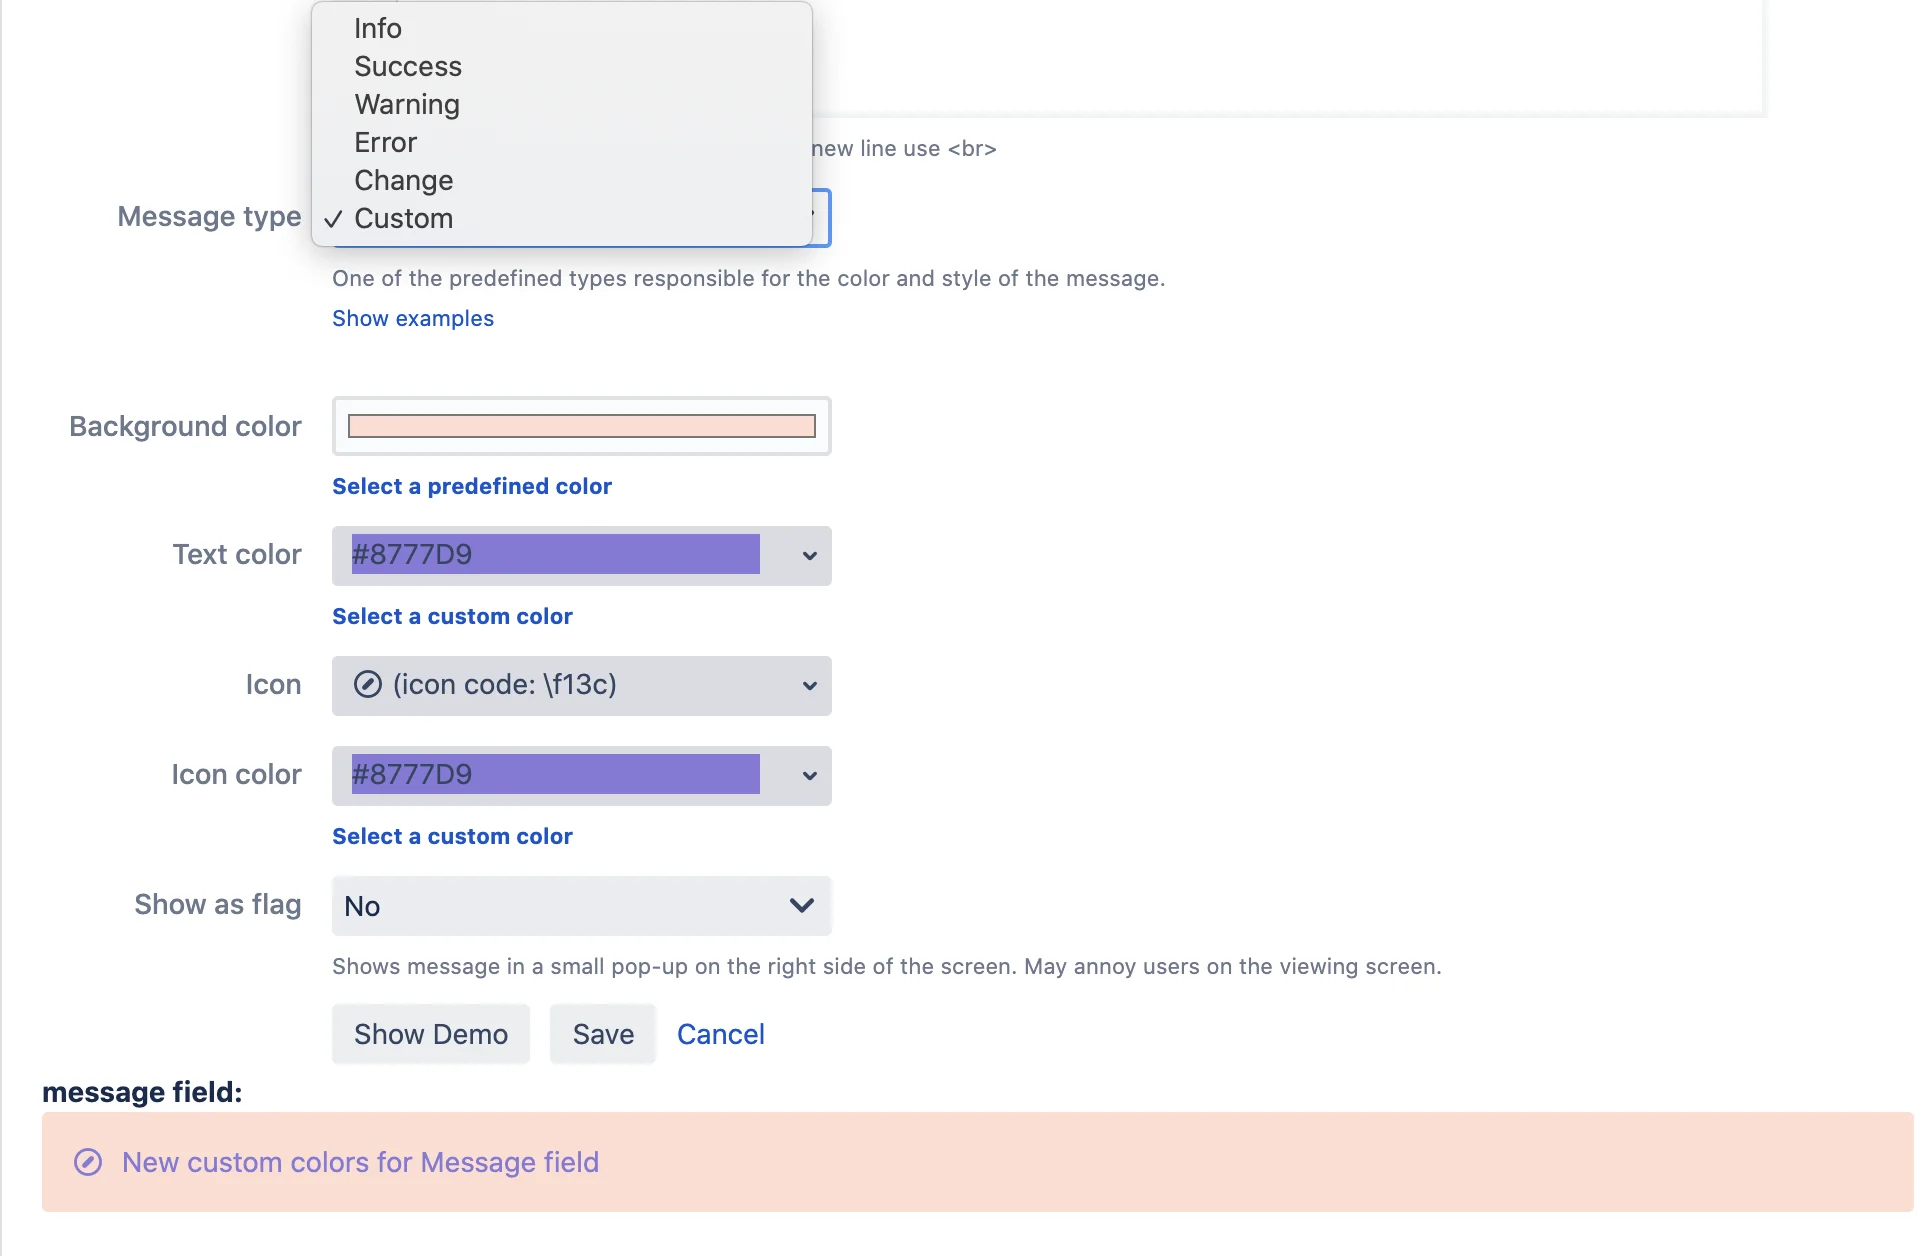 Info
Success
Warning
Error
Change
✓ Custom
new line use <br>
Message type
One of the predefined types responsible for the color and style of the message.
Show examples
Background color
Select a predefined color
Text color
#8777D9
Select a custom color
Icon
(icon code: \f13c)
Icon color
#8777D9
Select a custom color
Show as flag
No
Shows message in a small pop-up on the right side of the screen. May annoy users on the viewing screen.
Show Demo
Save
Cancel
message field:
New custom colors for Message field